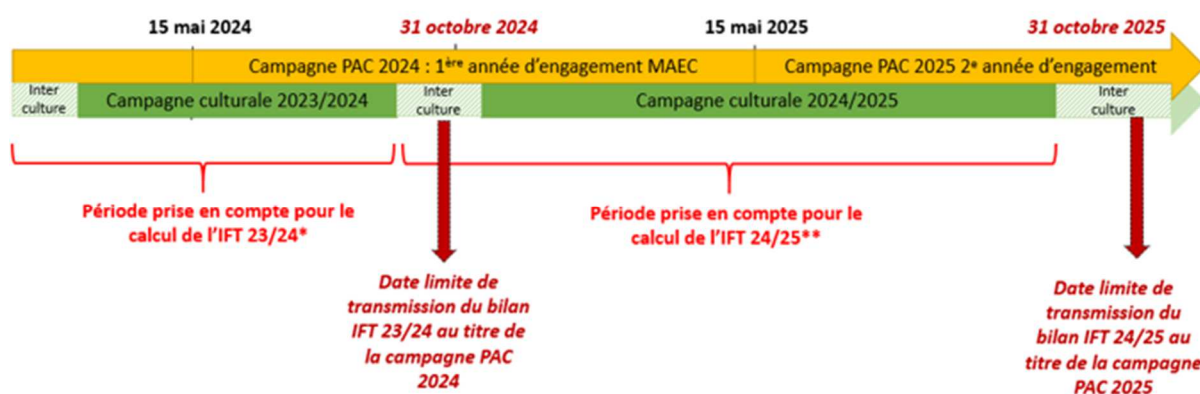 15 mai 2024
31 octobre 2024
15 mai 2025
31 octobre 2025
Campagne PAC 2024 : 1ère année d'engagement MAEC
Campagne PAC 2025 2e année d'engagement
Inter
culture
Campagne culturale 2023/2024
Inter
culture
Campagne culturale 2024/2025
Inter
culture
Période prise en compte pour le
calcul de l'IFT 23/24*
Période prise en compte pour le
calcul de l'IFT 24/25**
Date limite de
transmission du bilan
IFT 23/24 au titre de
la campagne PAC
2024
Date limite de
transmission du
bilan IFT 24/25 au
titre de la campagne
PAC 2025